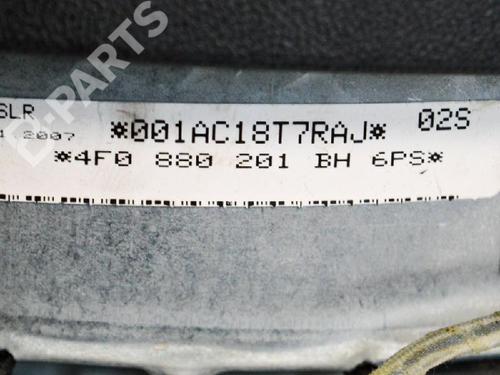 B-PARTS
SLR
2007 *001AC18T7RAJ* 02S
*4F0 880 201 BH 6PS*